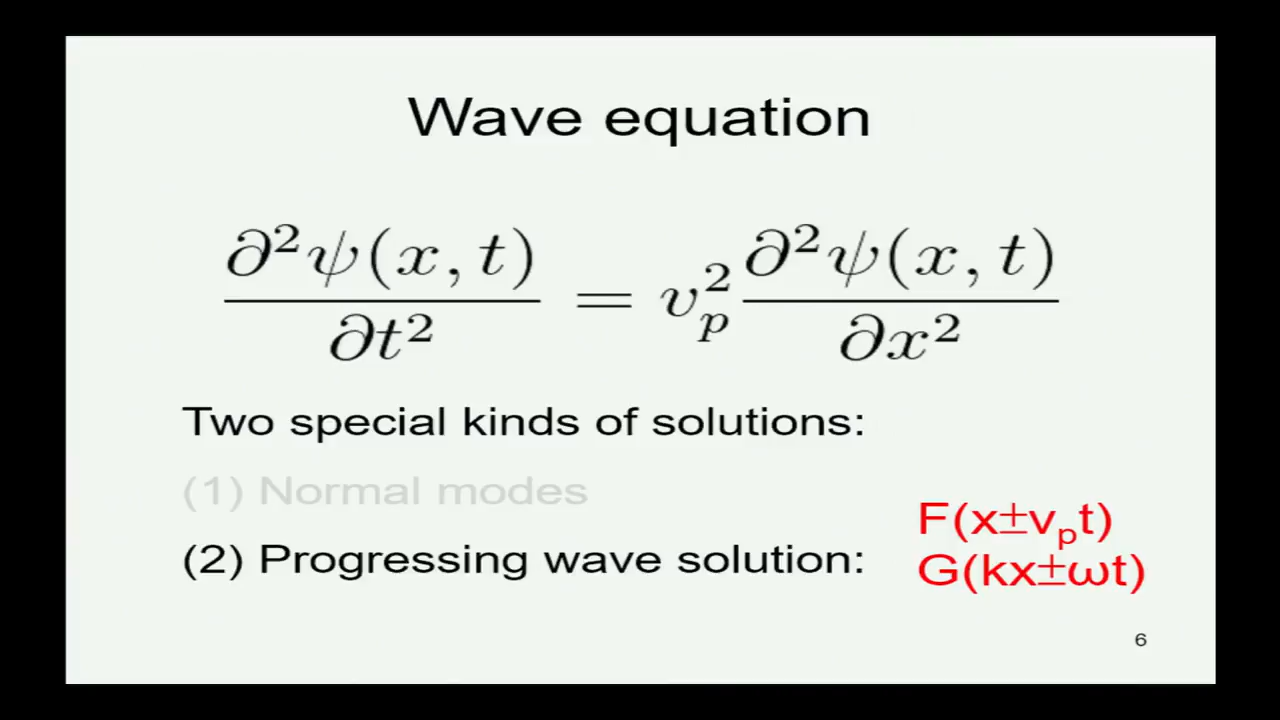 Wave equation
∂²ψ(x, t)/∂t² = v_p² ∂²ψ(x, t)/∂x²
Two special kinds of solutions:
(1) Normal modes
F(x±v_pt)
(2) Progressing wave solution:
G(kx±ωt)
6